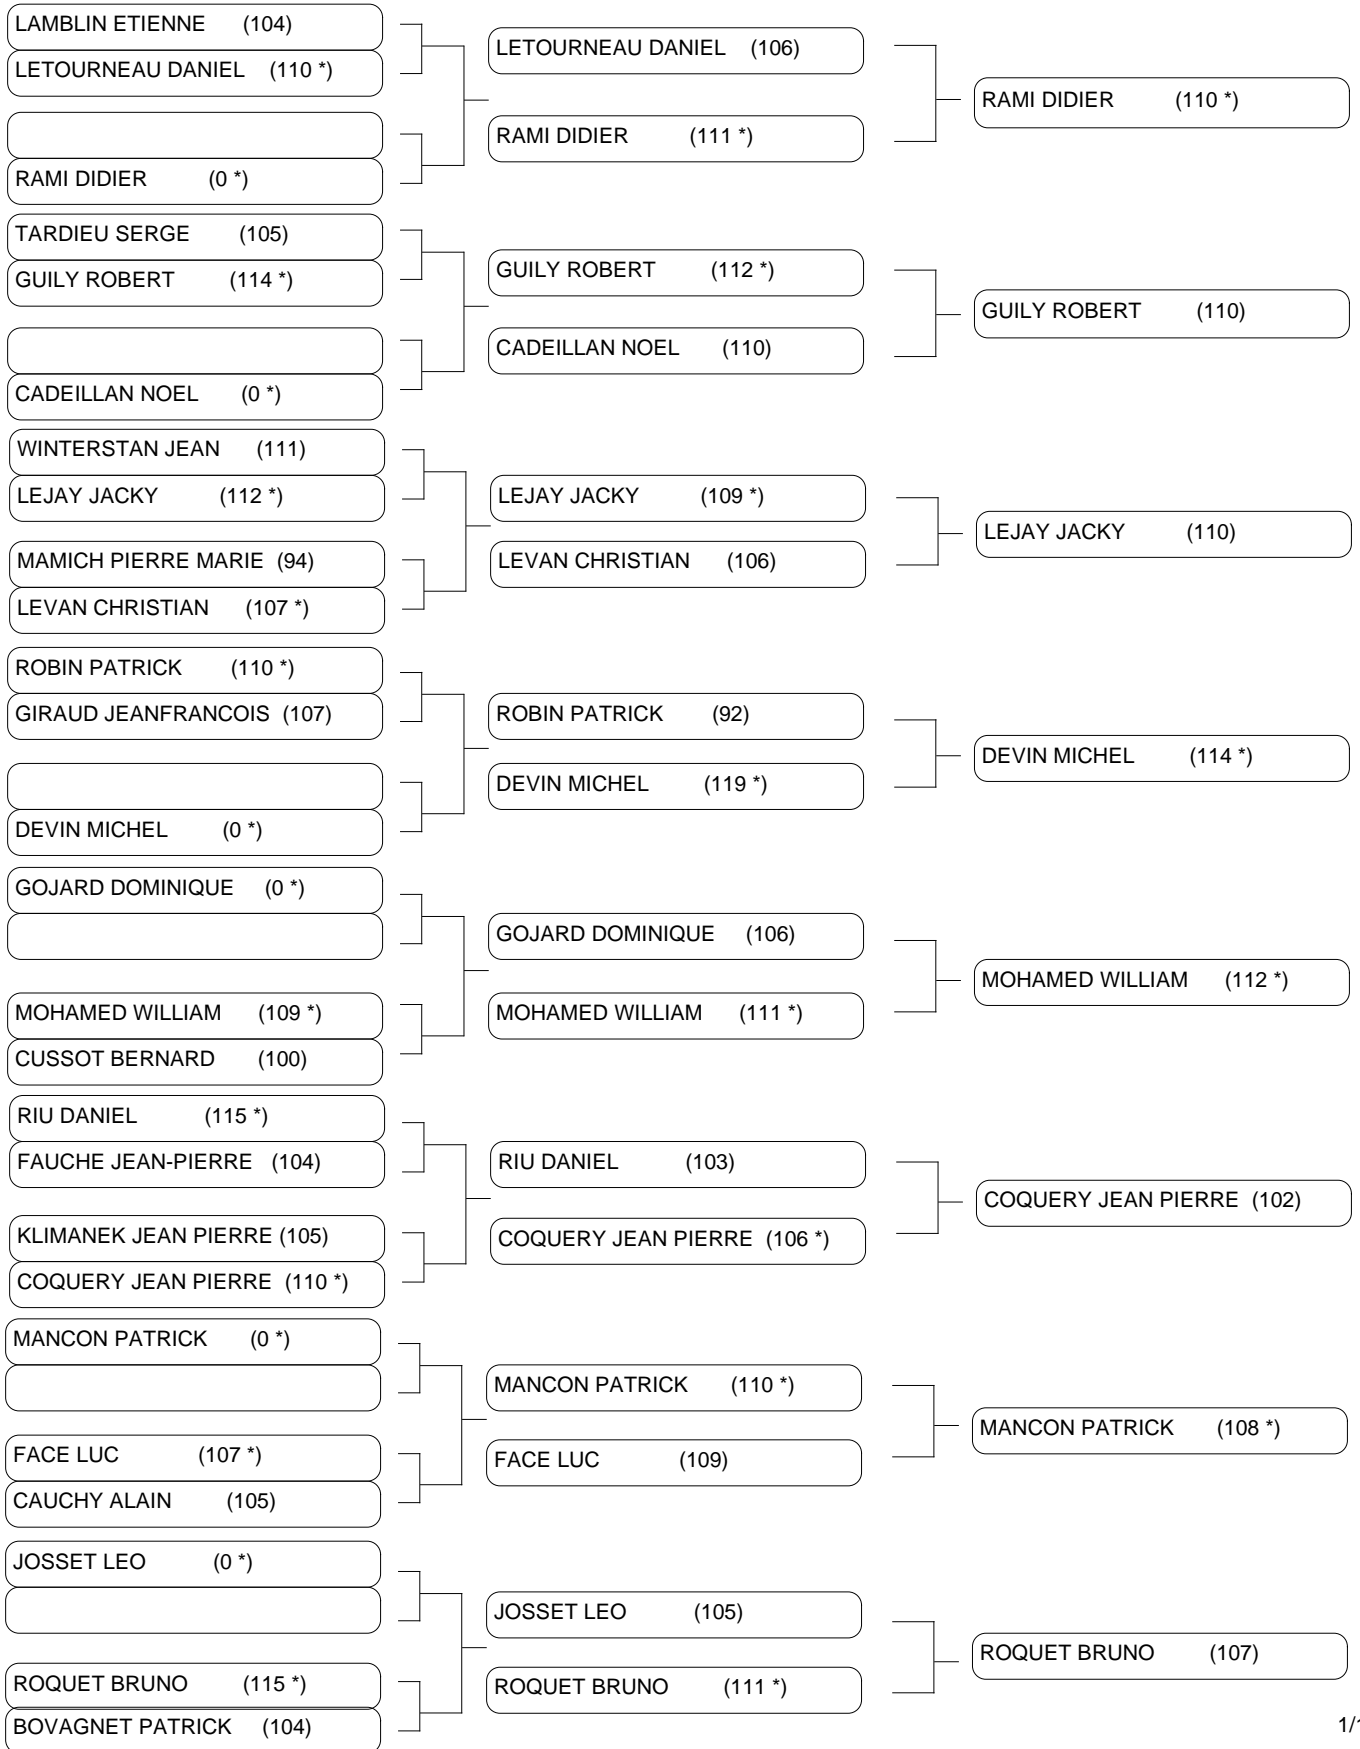 LAMBLIN ETIENNE (104)
LETOURNEAU DANIEL (110 *)
RAMI DIDIER (0 *)
TARDIEU SERGE (105)
GUILY ROBERT (114 *)
CADEILLAN NOEL (0 *)
WINTERSTAN JEAN (111)
LEJAY JACKY (112 *)
MAMICH PIERRE MARIE (94)
LEVAN CHRISTIAN (107 *)
ROBIN PATRICK (110 *)
GIRAUD JEANFRANCOIS (107)
DEVIN MICHEL (0 *)
GOJARD DOMINIQUE (0 *)
MOHAMED WILLIAM (109 *)
CUSSOT BERNARD (100)
RIU DANIEL (115 *)
FAUCHE JEAN-PIERRE (104)
KLIMANEK JEAN PIERRE (105)
COQUERY JEAN PIERRE (110 *)
MANCON PATRICK (0 *)
FACE LUC (107 *)
CAUCHY ALAIN (105)
JOSSET LEO (0 *)
ROQUET BRUNO (115 *)
BOVAGNET PATRICK (104)
LETOURNEAU DANIEL (106)
RAMI DIDIER (111 *)
GUILY ROBERT (112 *)
CADEILLAN NOEL (110)
LEJAY JACKY (109 *)
LEVAN CHRISTIAN (106)
ROBIN PATRICK (92)
DEVIN MICHEL (119 *)
GOJARD DOMINIQUE (106)
MOHAMED WILLIAM (111 *)
RIU DANIEL (103)
COQUERY JEAN PIERRE (106 *)
MANCON PATRICK (110 *)
FACE LUC (109)
JOSSET LEO (105)
ROQUET BRUNO (111 *)
RAMI DIDIER (110 *)
GUILY ROBERT (110)
LEJAY JACKY (110)
DEVIN MICHEL (114 *)
MOHAMED WILLIAM (112 *)
COQUERY JEAN PIERRE (102)
MANCON PATRICK (108 *)
ROQUET BRUNO (107)
1/1